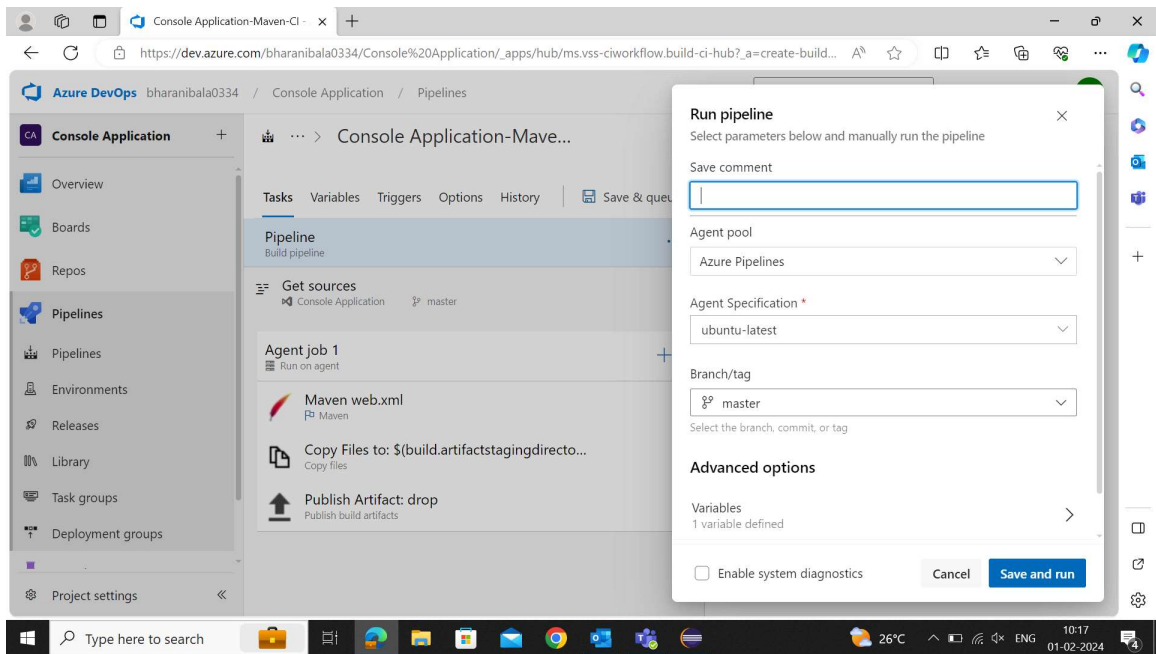 Console Application-Maven-CI -
https://dev.azure.com/bharanibala0334/Console%20Application/_apps/hub/ms.vss-ciworkflow.build-ci-hub?_a=create-build...
Azure DevOps bharanibala0334 / Console Application / Pipelines
CA Console Application
Overview
Boards
Repos
Pipelines
Pipelines
Environments
Releases
Library
Task groups
Deployment groups
Project settings
... > Console Application-Mave...
Tasks Variables Triggers Options History Save & queu
Pipeline
Build pipeline
Get sources
Console Application master
Agent job 1
Run on agent
Maven web.xml
Maven
Copy Files to: $(build.artifactstagingdirecto...
Copy files
Publish Artifact: drop
Publish build artifacts
Run pipeline
Select parameters below and manually run the pipeline
Save comment
Agent pool
Azure Pipelines
Agent Specification *
ubuntu-latest
Branch/tag
master
Select the branch, commit, or tag
Advanced options
Variables
1 variable defined
Enable system diagnostics
Cancel
Save and run
Type here to search
26°C
ENG
10:17
01-02-2024
4